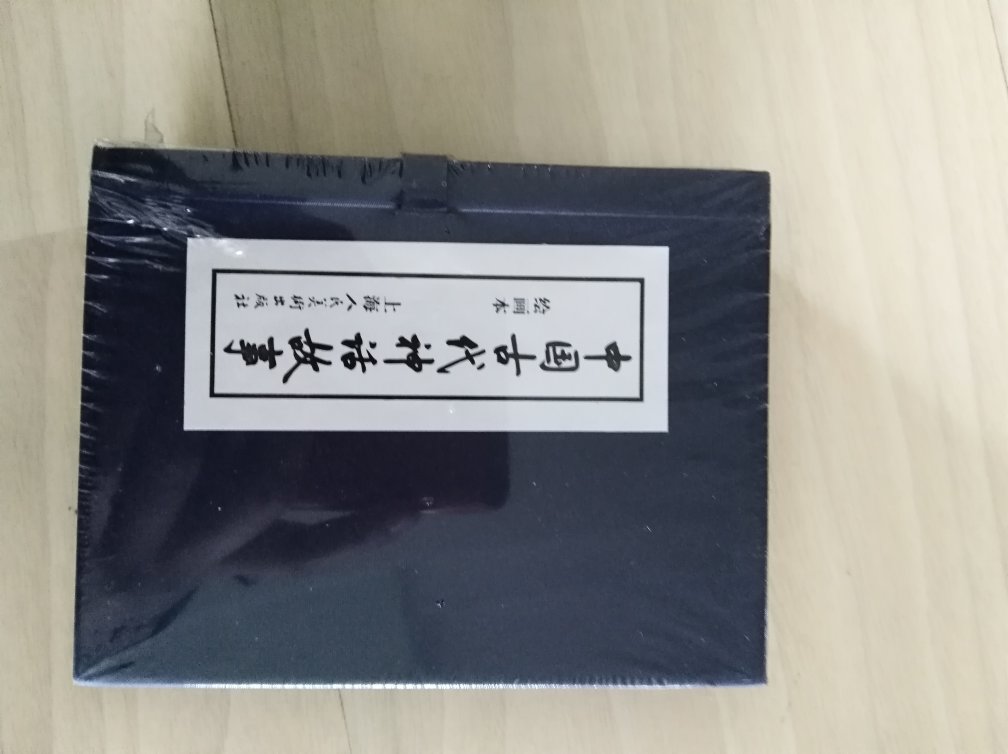 中国古代神话故事
绘画本
上海人民美術出版社